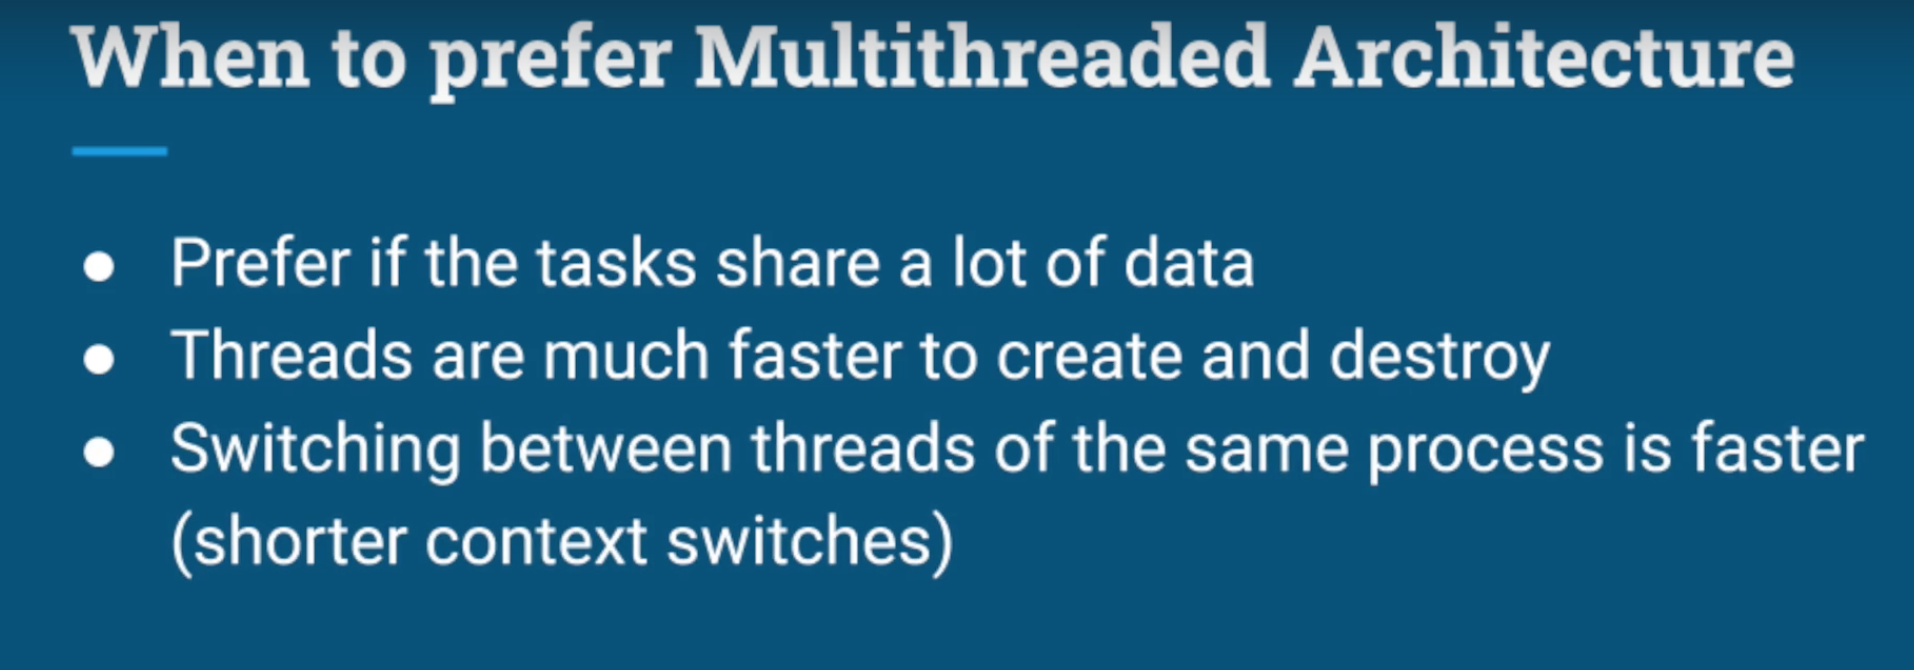 When to prefer Multithreaded Architecture
● Prefer if the tasks share a lot of data
● Threads are much faster to create and destroy
● Switching between threads of the same process is faster
(shorter context switches)